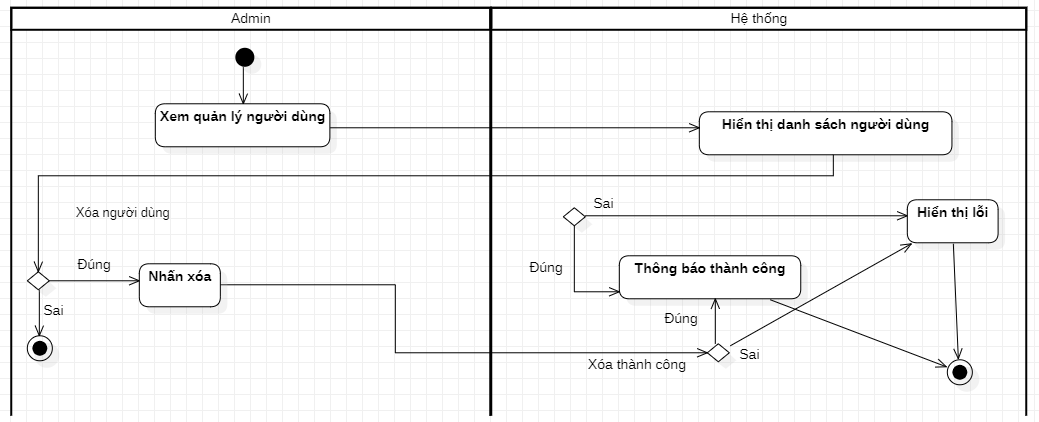 Admin
Hệ thống
Xem quản lý người dùng
Hiển thị danh sách người dùng
Xóa người dùng
Sai
Hiển thị lỗi
Đúng
Nhấn xóa
Đúng
Thông báo thành công
Sai
Đúng
Xóa thành công
Sai